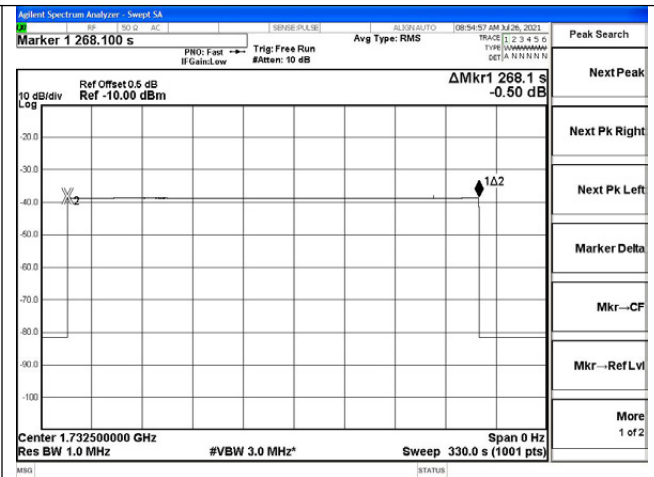 Agilent Spectrum Analyzer - Swept SA
RF 50 Ω AC SENSE:PULSE ALIGN AUTO 08:54:57 AM Jul 26, 2021
Marker 1 268.100 s
PNO: Fast Trig: Free Run
IFGain:Low #Atten: 10 dB
Avg Type: RMS
TRACE 1 2 3 4 5 6
TYPE
DET A N N N N N
Peak Search
ΔMkr1 268.1 s
-0.50 dB
Ref Offset 0.5 dB
10 dB/div Ref -10.00 dBm
Log
-20.0
-30.0
-40.0
-50.0
-60.0
-70.0
-80.0
-90.0
-100
2
1Δ2
Center 1.732500000 GHz Span 0 Hz
Res BW 1.0 MHz #VBW 3.0 MHz* Sweep 330.0 s (1001 pts)
MSG STATUS
Next Peak
Next Pk Right
Next Pk Left
Marker Delta
Mkr→CF
Mkr→Ref Lvl
More
1 of 2